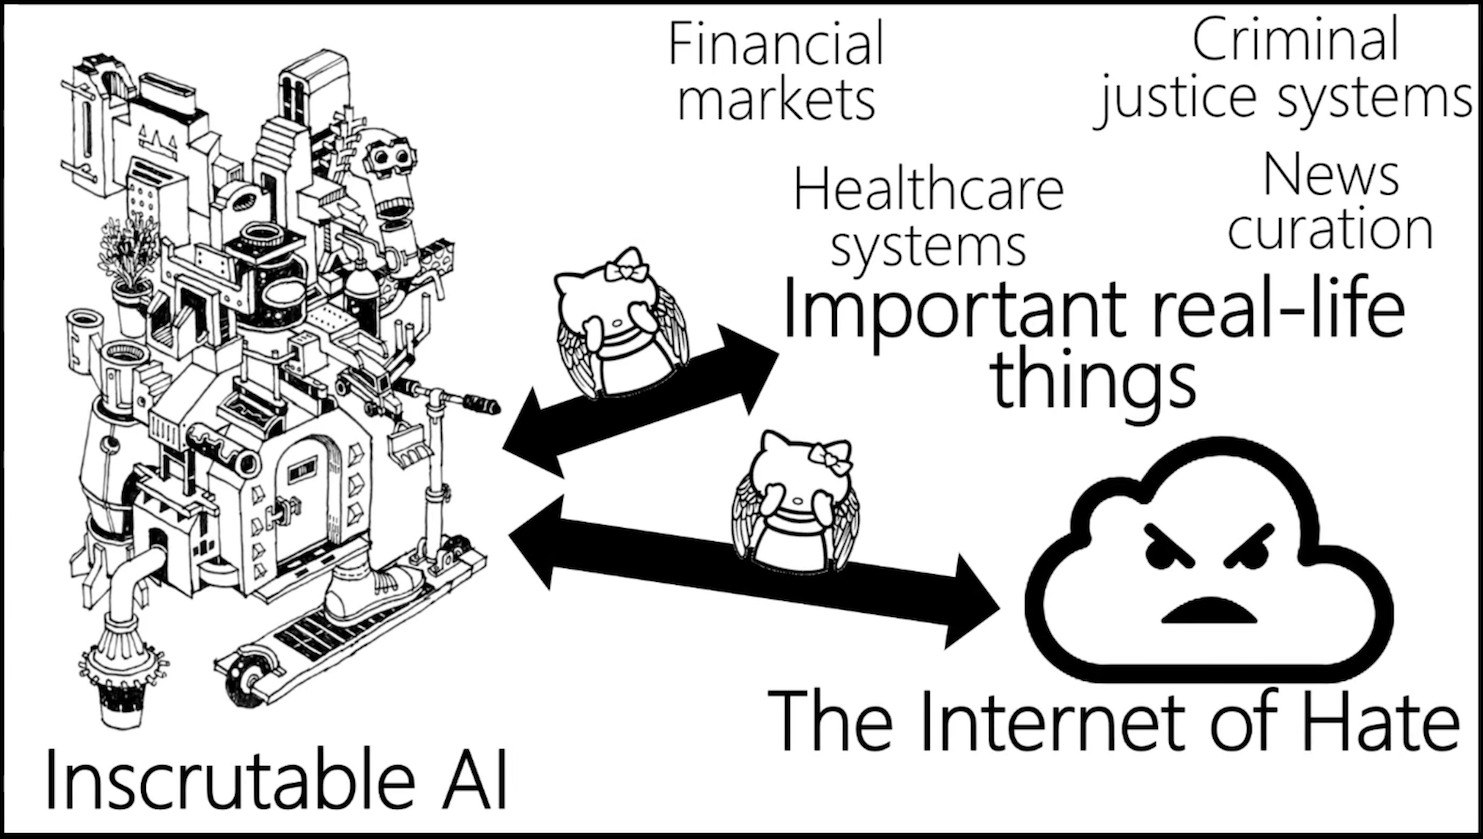 Financial
markets
Criminal
justice systems
Healthcare
systems
News
curation
Important real-life
things
The Internet of Hate
Inscrutable AI